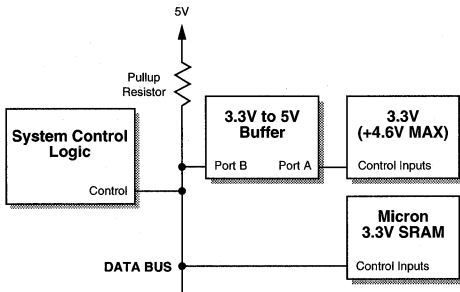 5V
Pullup
Resistor
System Control
Logic
Control
3.3V to 5V
Buffer
Port B
Port A
3.3V
(+4.6V MAX)
Control Inputs
Micron
3.3V SRAM
Control Inputs
DATA BUS